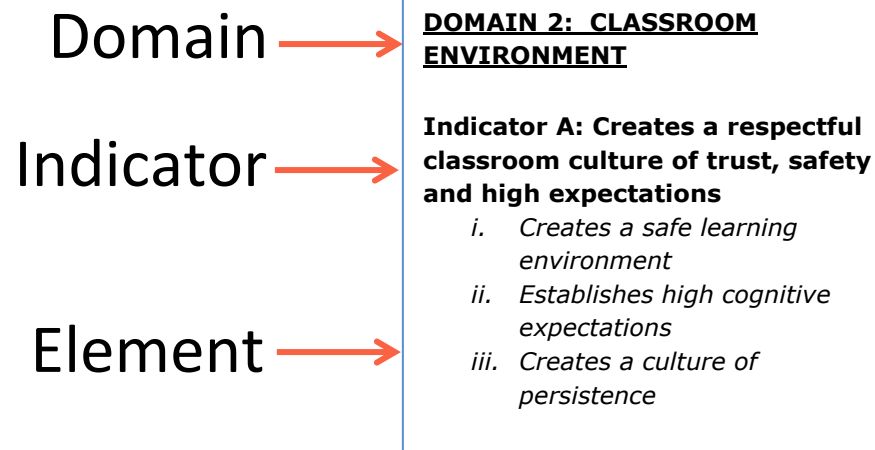 Domain
DOMAIN 2:  CLASSROOM
ENVIRONMENT
Indicator
Indicator A: Creates a respectful
classroom culture of trust, safety
and high expectations
i. Creates a safe learning
environment
ii. Establishes high cognitive
expectations
Element
iii. Creates a culture of
persistence